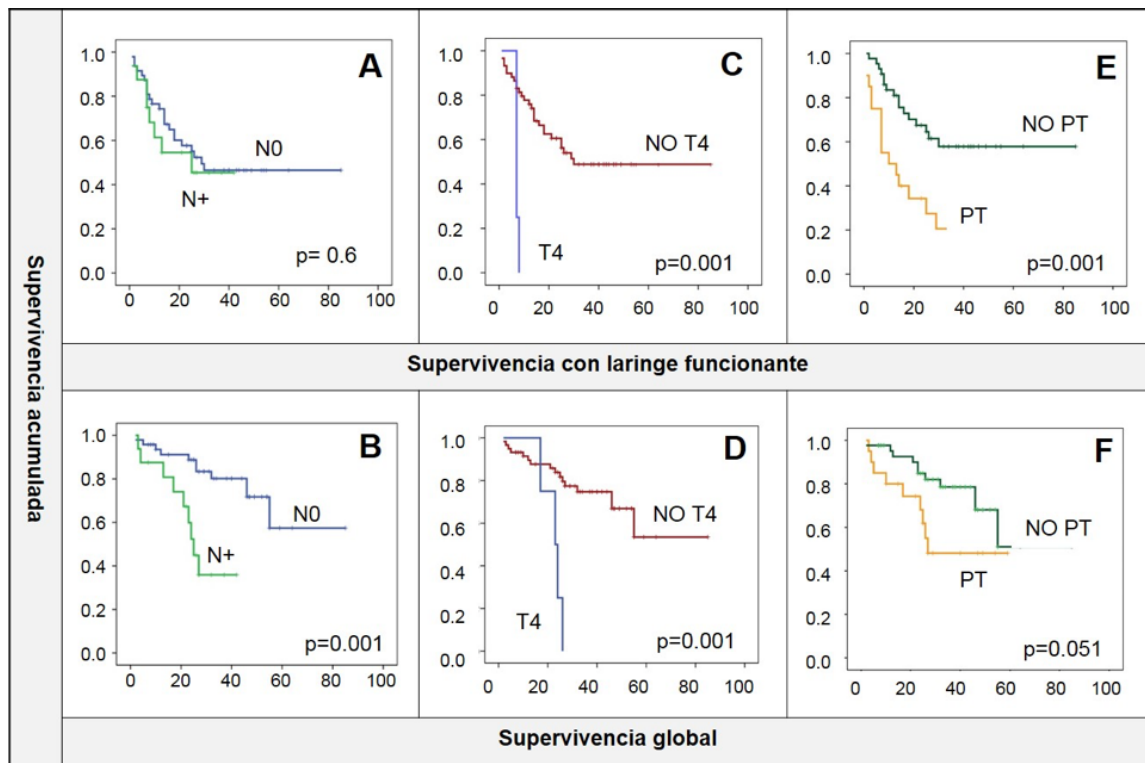 Supervivencia acumulada
A
1.0
0.8
0.6
0.4
0.2
0.0
N0
N+
p= 0.6
0 20 40 60 80 100
C
1.0
0.8
0.6
0.4
0.2
0.0
NO T4
T4
p=0.001
0 20 40 60 80 100
E
1.0
0.8
0.6
0.4
0.2
0.0
NO PT
PT
p=0.001
0 20 40 60 80 100
Supervivencia con laringe funcionante
B
1.0
0.8
0.6
0.4
0.2
0.0
N0
N+
p=0.001
0 20 40 60 80 100
D
1.0
0.8
0.6
0.4
0.2
0.0
NO T4
T4
p=0.001
0 20 40 60 80 100
F
1.0
0.8
0.6
0.4
0.2
0.0
NO PT
PT
p=0.051
0 20 40 60 80 100
Supervivencia global